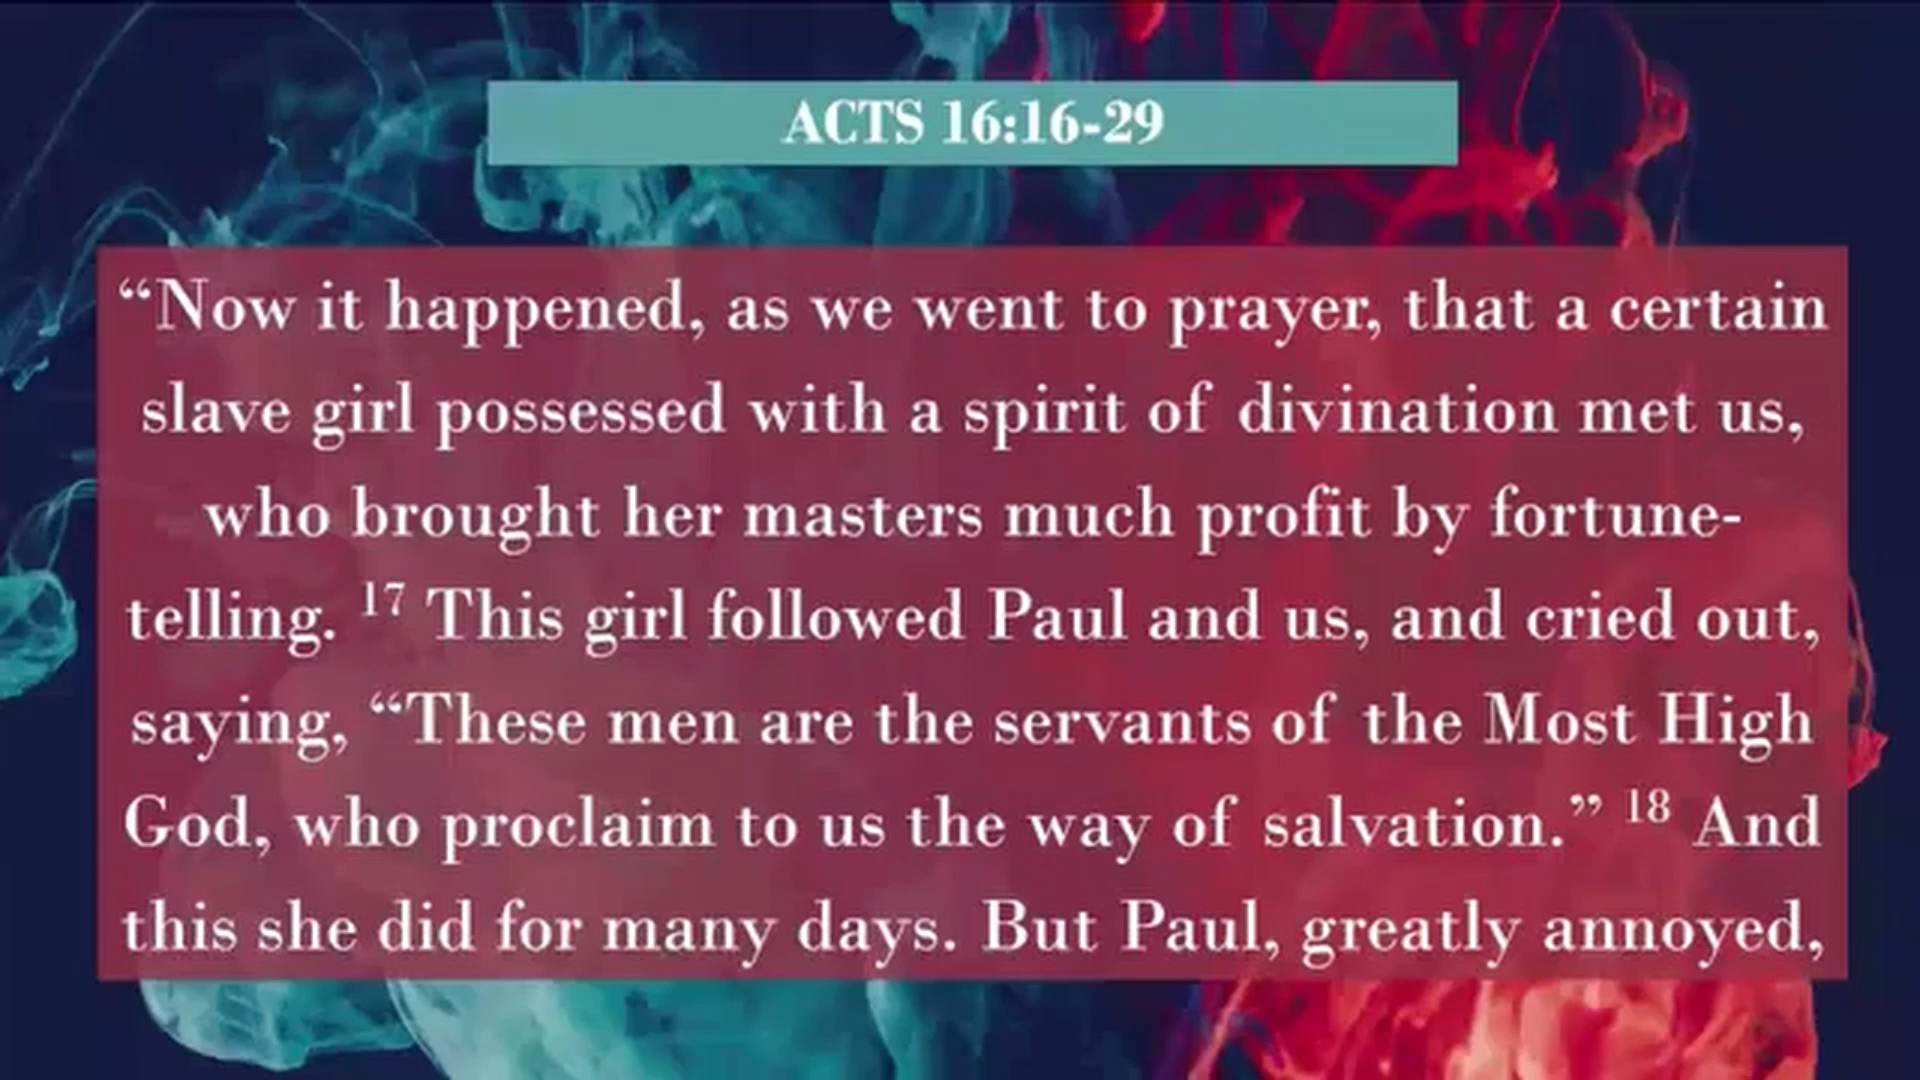 ACTS 16:16-29
“Now it happened, as we went to prayer, that a certain
slave girl possessed with a spirit of divination met us,
who brought her masters much profit by fortune-
telling. 17 This girl followed Paul and us, and cried out,
saying, “These men are the servants of the Most High
God, who proclaim to us the way of salvation.” 18 And
this she did for many days. But Paul, greatly annoyed,